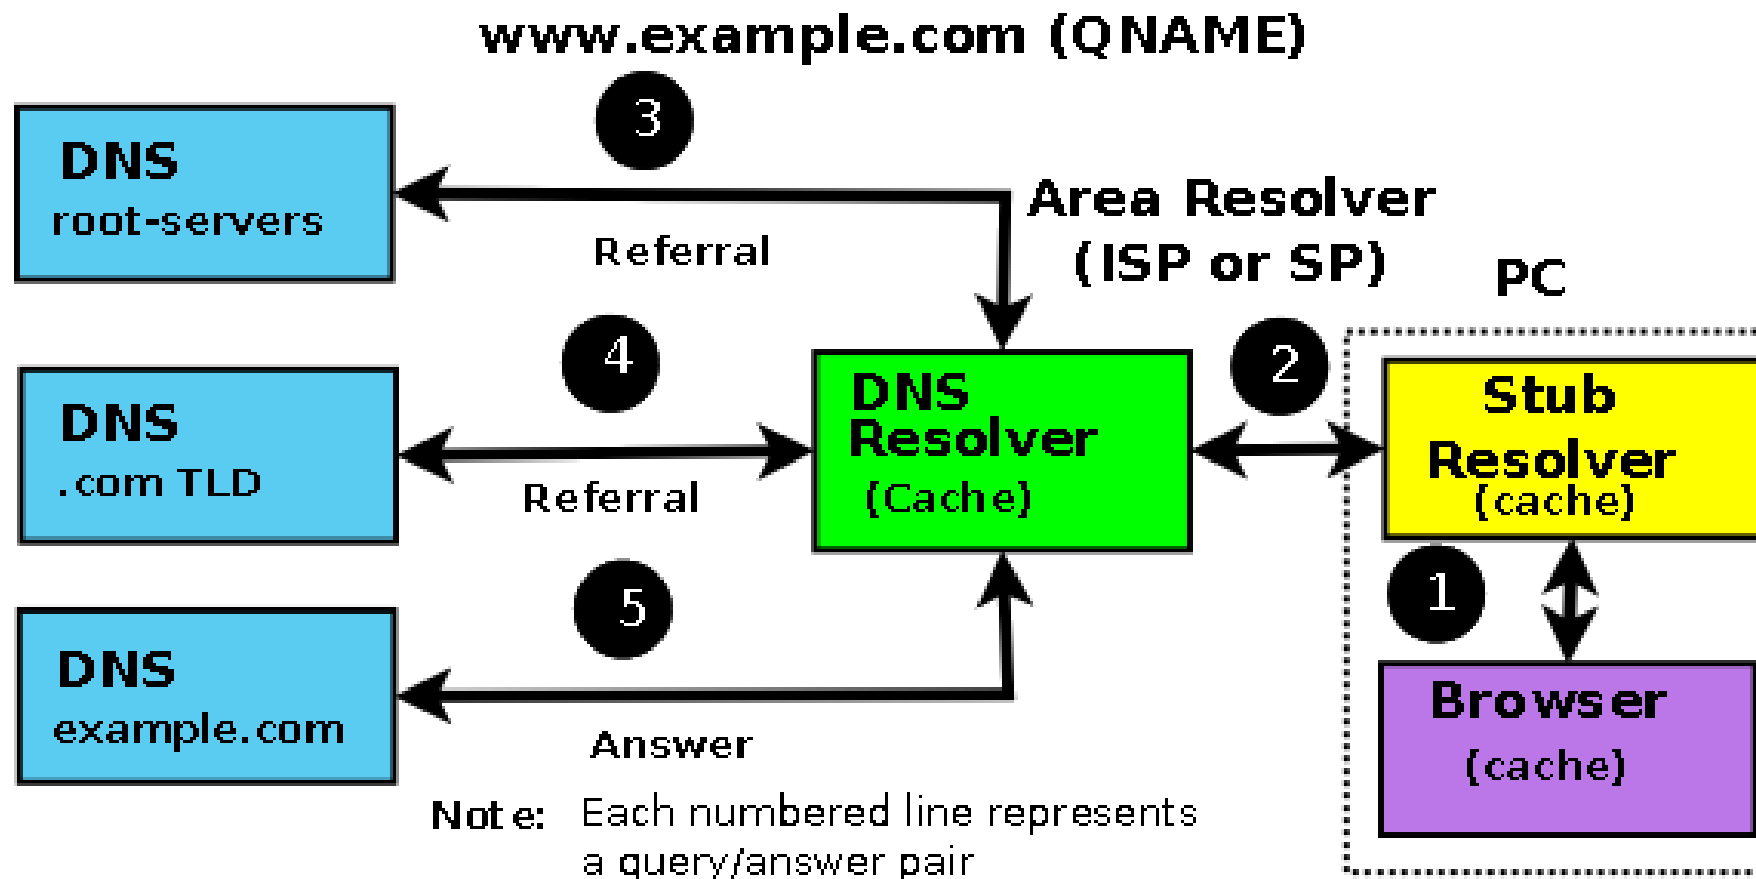 www.example.com (QNAME)
3
DNS
root-servers
Referral
Area Resolver
(ISP or SP)
PC
4
DNS
.com TLD
Referral
DNS
Resolver
(Cache)
2
Stub
Resolver
(cache)
5
DNS
example.com
Answer
1
Browser
(cache)
Note: Each numbered line represents
a query/answer pair